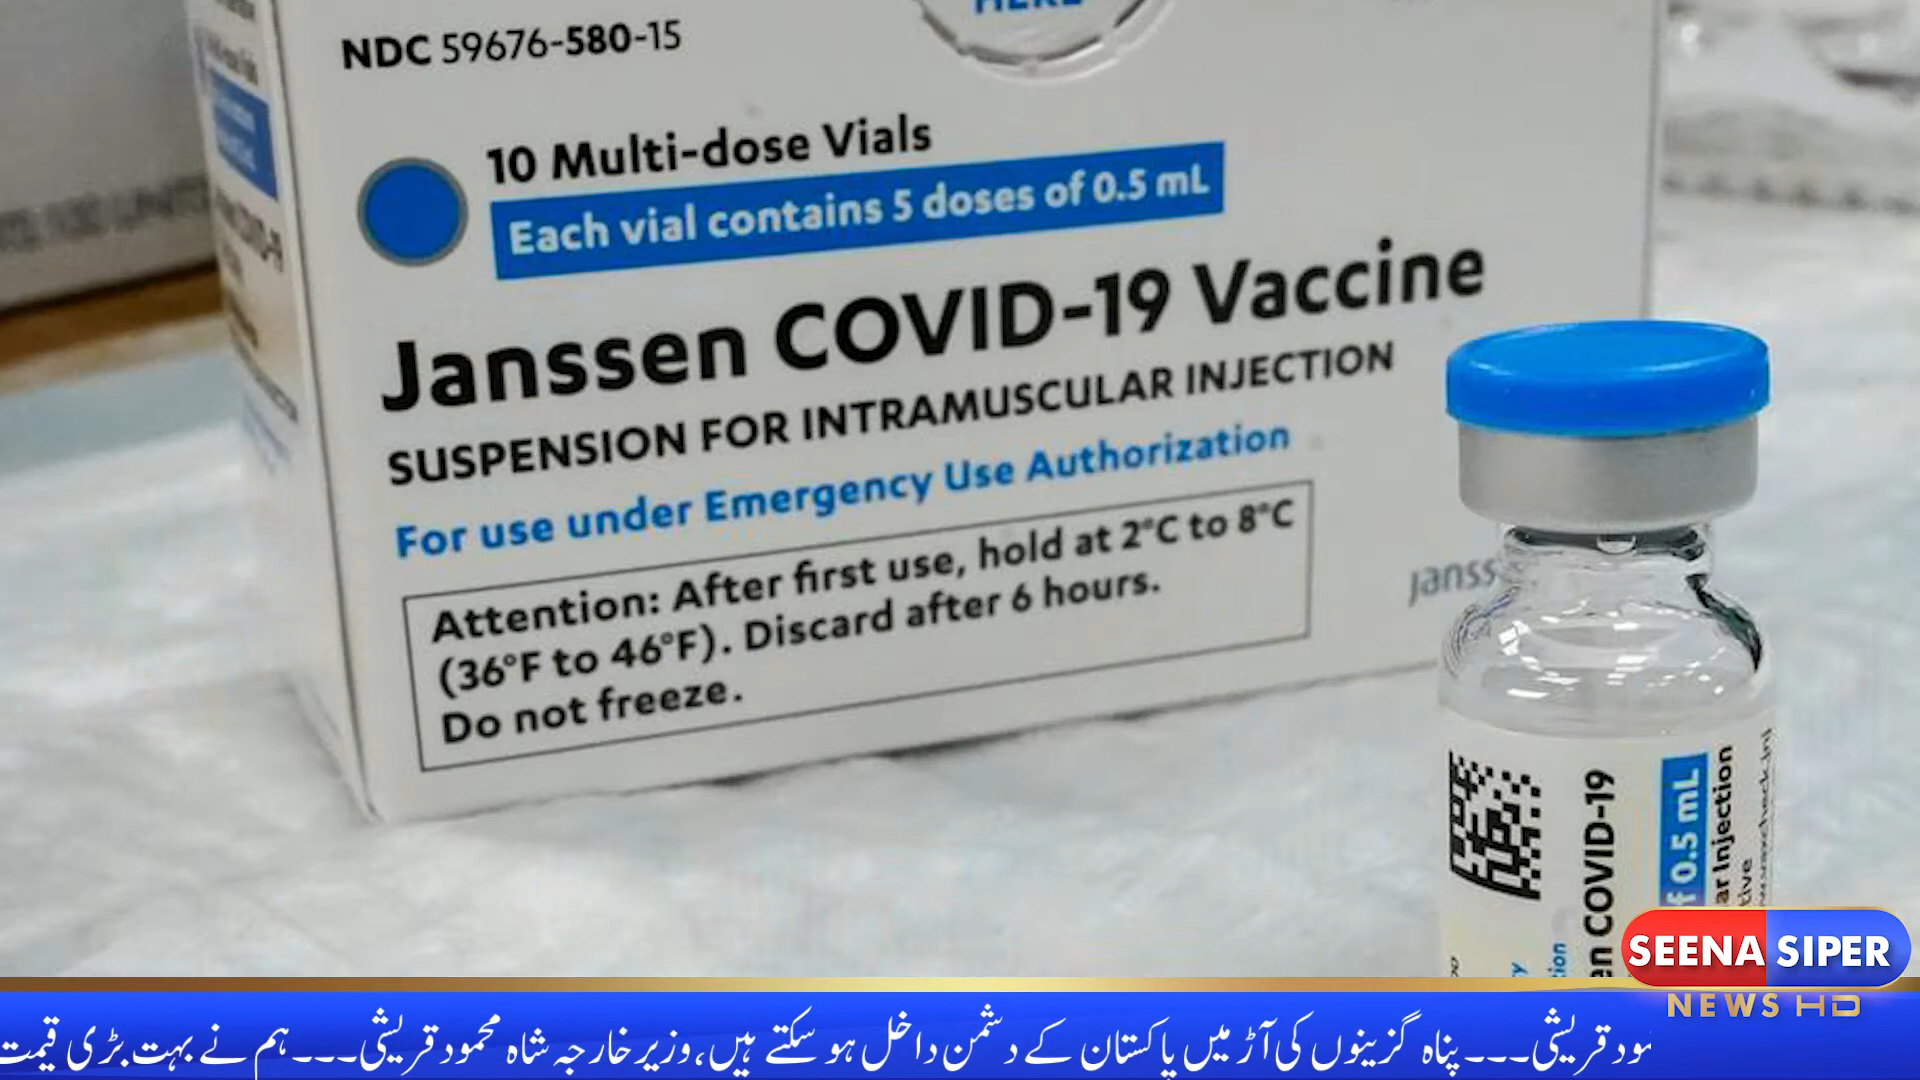 HERE
NDC 59676-580-15
10 Multi-dose Vials
Each vial contains 5 doses of 0.5 mL
Janssen COVID-19 Vaccine
SUSPENSION FOR INTRAMUSCULAR INJECTION
For use under Emergency Use Authorization
Attention: After first use, hold at 2°C to 8°C
(36°F to 46°F). Discard after 6 hours.
Do not freeze.
janss
COVID-19
0.5 mL
Injection
SEENA SIPER
NEWS HD
قریشی۔۔۔پناہ گزینوں کی آڑ میں پاکستان کے دشمن داخل ہو سکتے ہیں،وزیر خارجہ شاہ محمود قریشی۔۔۔ہم نے بہت بڑی قیمت